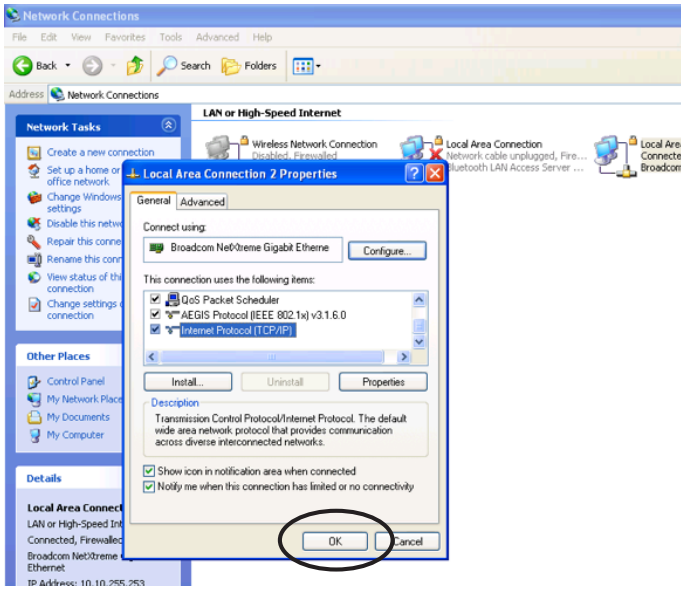 Network Connections
File Edit View Favorites Tools Advanced Help
Back Search Folders
Address Network Connections
Network Tasks
Create a new connection
Set up a home or
office network
Change Windows
settings
Disable this netwo
Repair this conne
Rename this conn
View status of thi
connection
Change settings
connection
Other Places
Control Panel
My Network Place
My Documents
My Computer
Details
Local Area Connect
LAN or High-Speed Int
Connected, Firewalled
Broadcom NetXtreme
Ethernet
IP Address: 10.10.255.253
LAN or High-Speed Internet
Wireless Network Connection
Disabled, Firewalled
Local Area Connection
Network cable unplugged, Fire...
Bluetooth LAN Access Server ...
Local Are
Connecte
Broadcom
Local Area Connection 2 Properties
General Advanced
Connect using:
Broadcom NetXtreme Gigabit Etherne Configure...
This connection uses the following items:
QoS Packet Scheduler
AEGIS Protocol (IEEE 802.1x) v3.1.6.0
Internet Protocol (TCP/IP)
Install... Uninstall Properties
Description
Transmission Control Protocol/Internet Protocol. The default
wide area network protocol that provides communication
across diverse interconnected networks.
Show icon in notification area when connected
Notify me when this connection has limited or no connectivity
OK Cancel